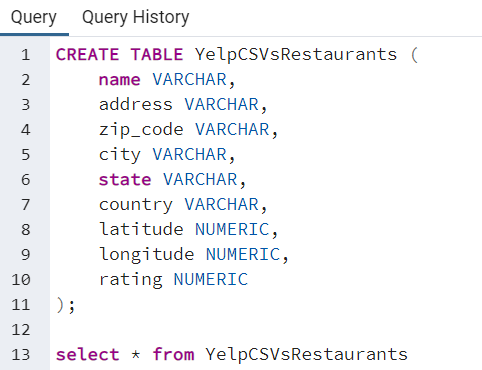 Query Query History
1 CREATE TABLE YelpCSVsRestaurants (
2 name VARCHAR,
3 address VARCHAR,
4 zip_code VARCHAR,
5 city VARCHAR,
6 state VARCHAR,
7 country VARCHAR,
8 latitude NUMERIC,
9 longitude NUMERIC,
10 rating NUMERIC
11 );
12
13 select * from YelpCSVsRestaurants